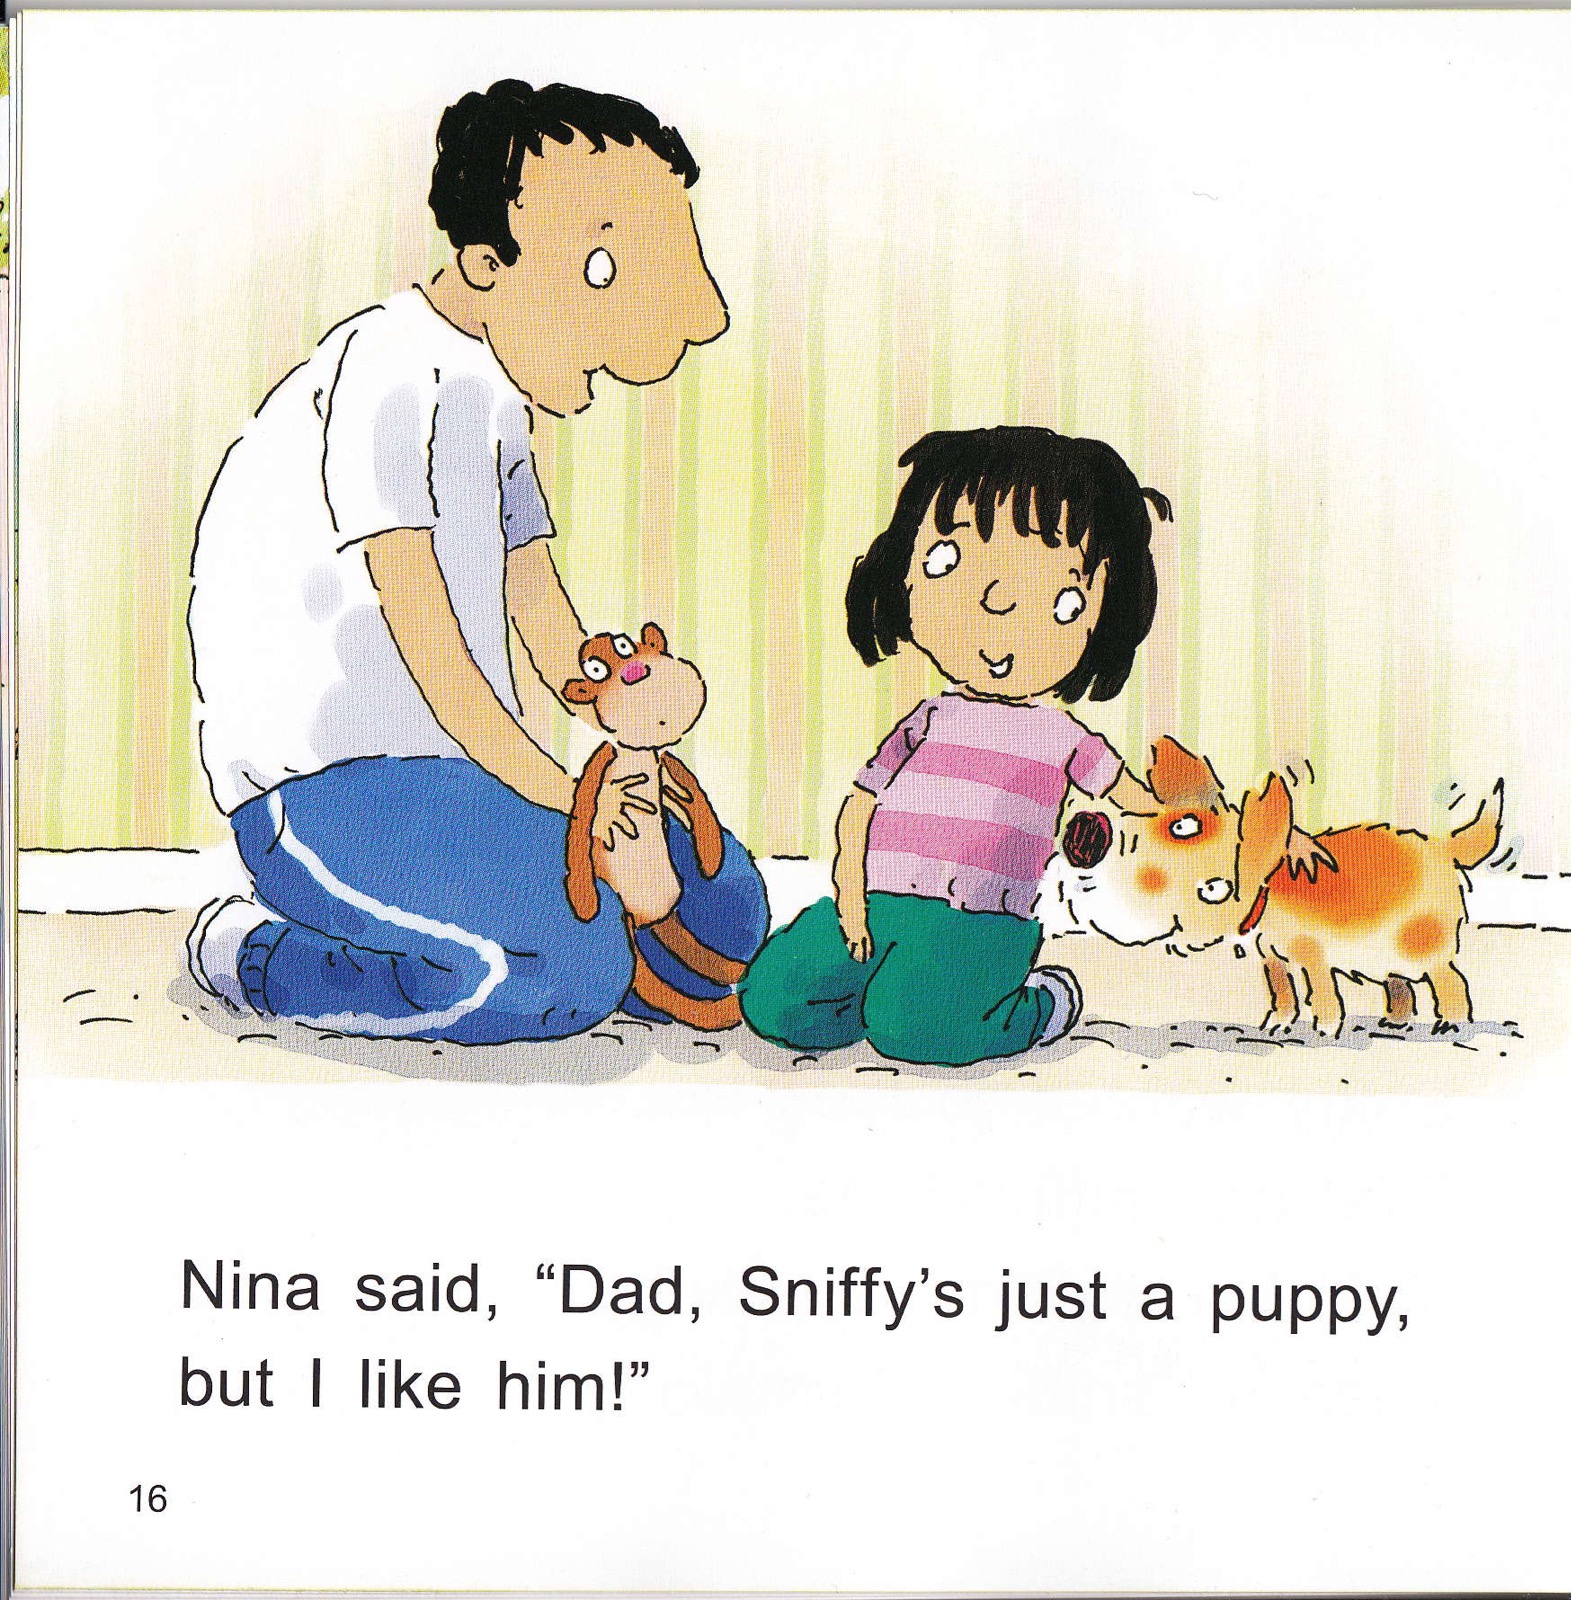 Nina said, “Dad, Sniffy’s just a puppy,
but I like him!”
16